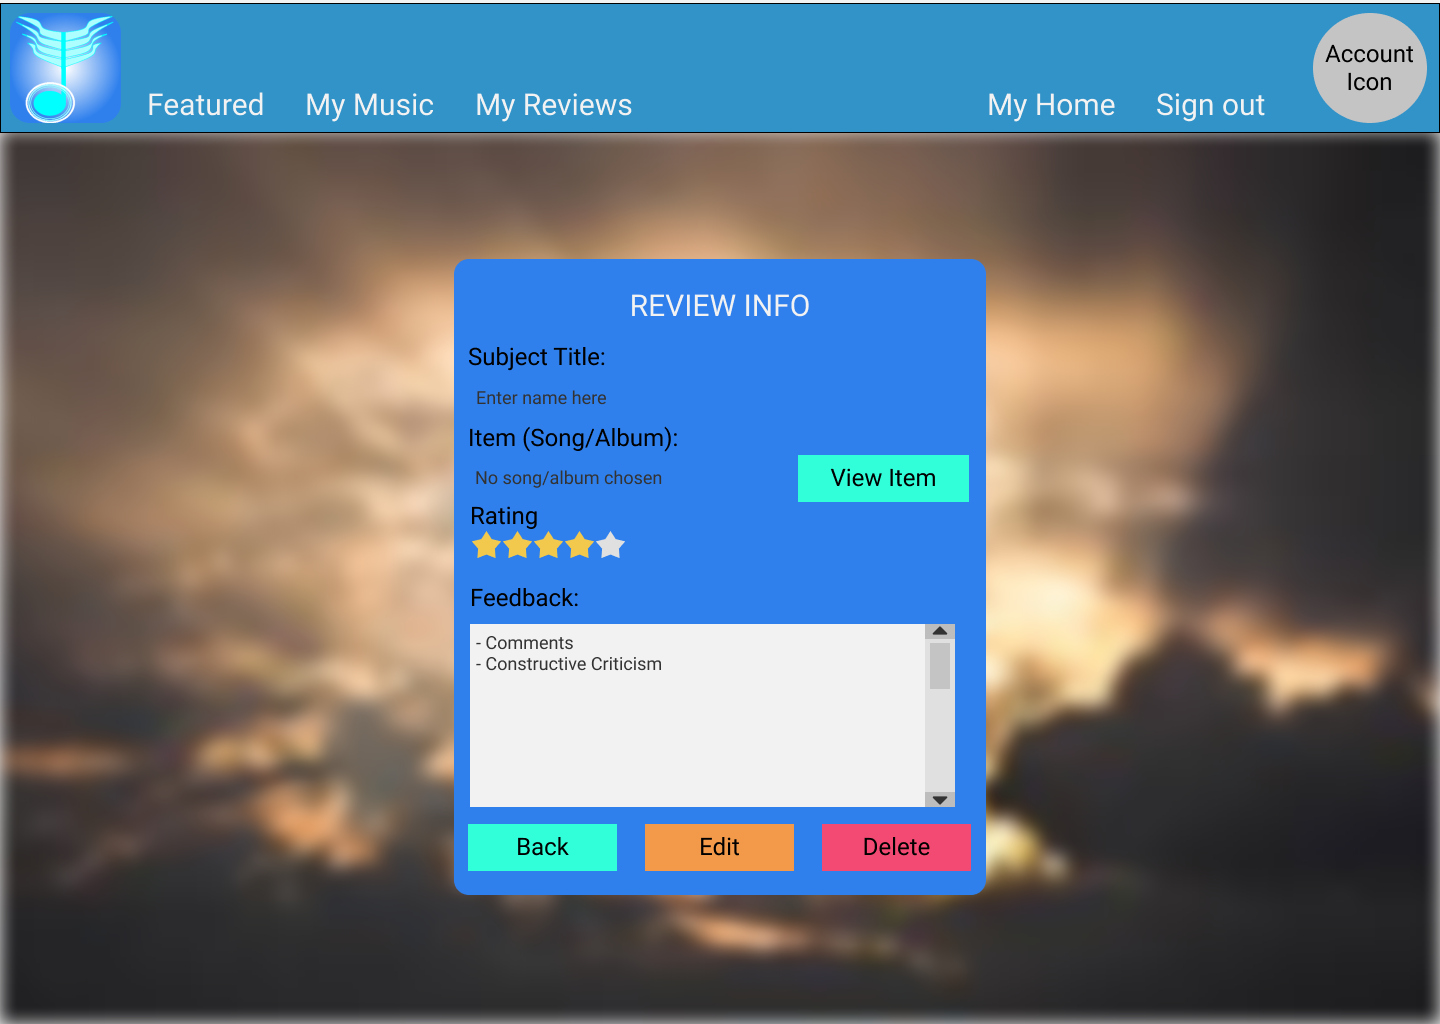 Featured
My Music
My Reviews
My Home
Sign out
Account
Icon
REVIEW INFO
Subject Title:
Enter name here
Item (Song/Album):
No song/album chosen
View Item
Rating
Feedback:
- Comments
- Constructive Criticism
Back
Edit
Delete